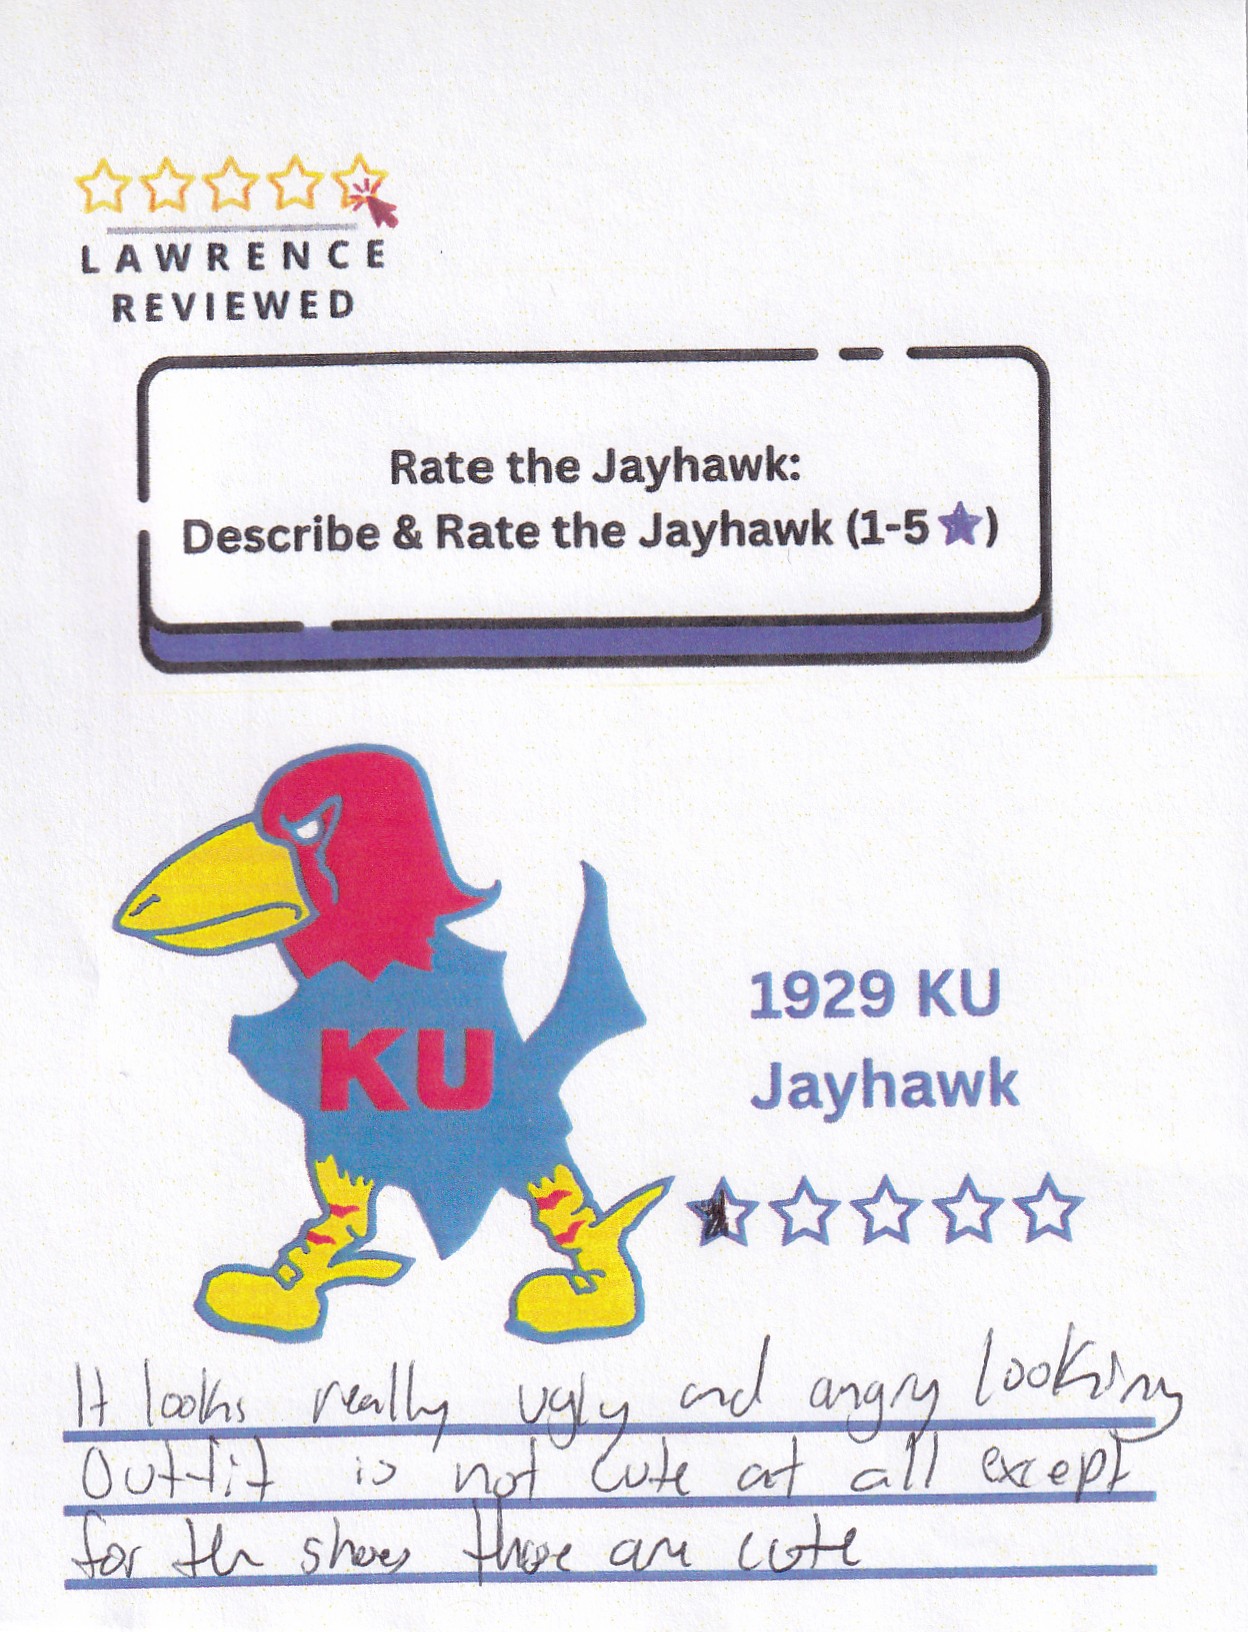 LAWRENCE
REVIEWED
Rate the Jayhawk:
Describe & Rate the Jayhawk (1-5 ★)
KU
1929 KU
Jayhawk
It looks really ugly and angry looking
Outfit is not cute at all except
for the shoes those are cute